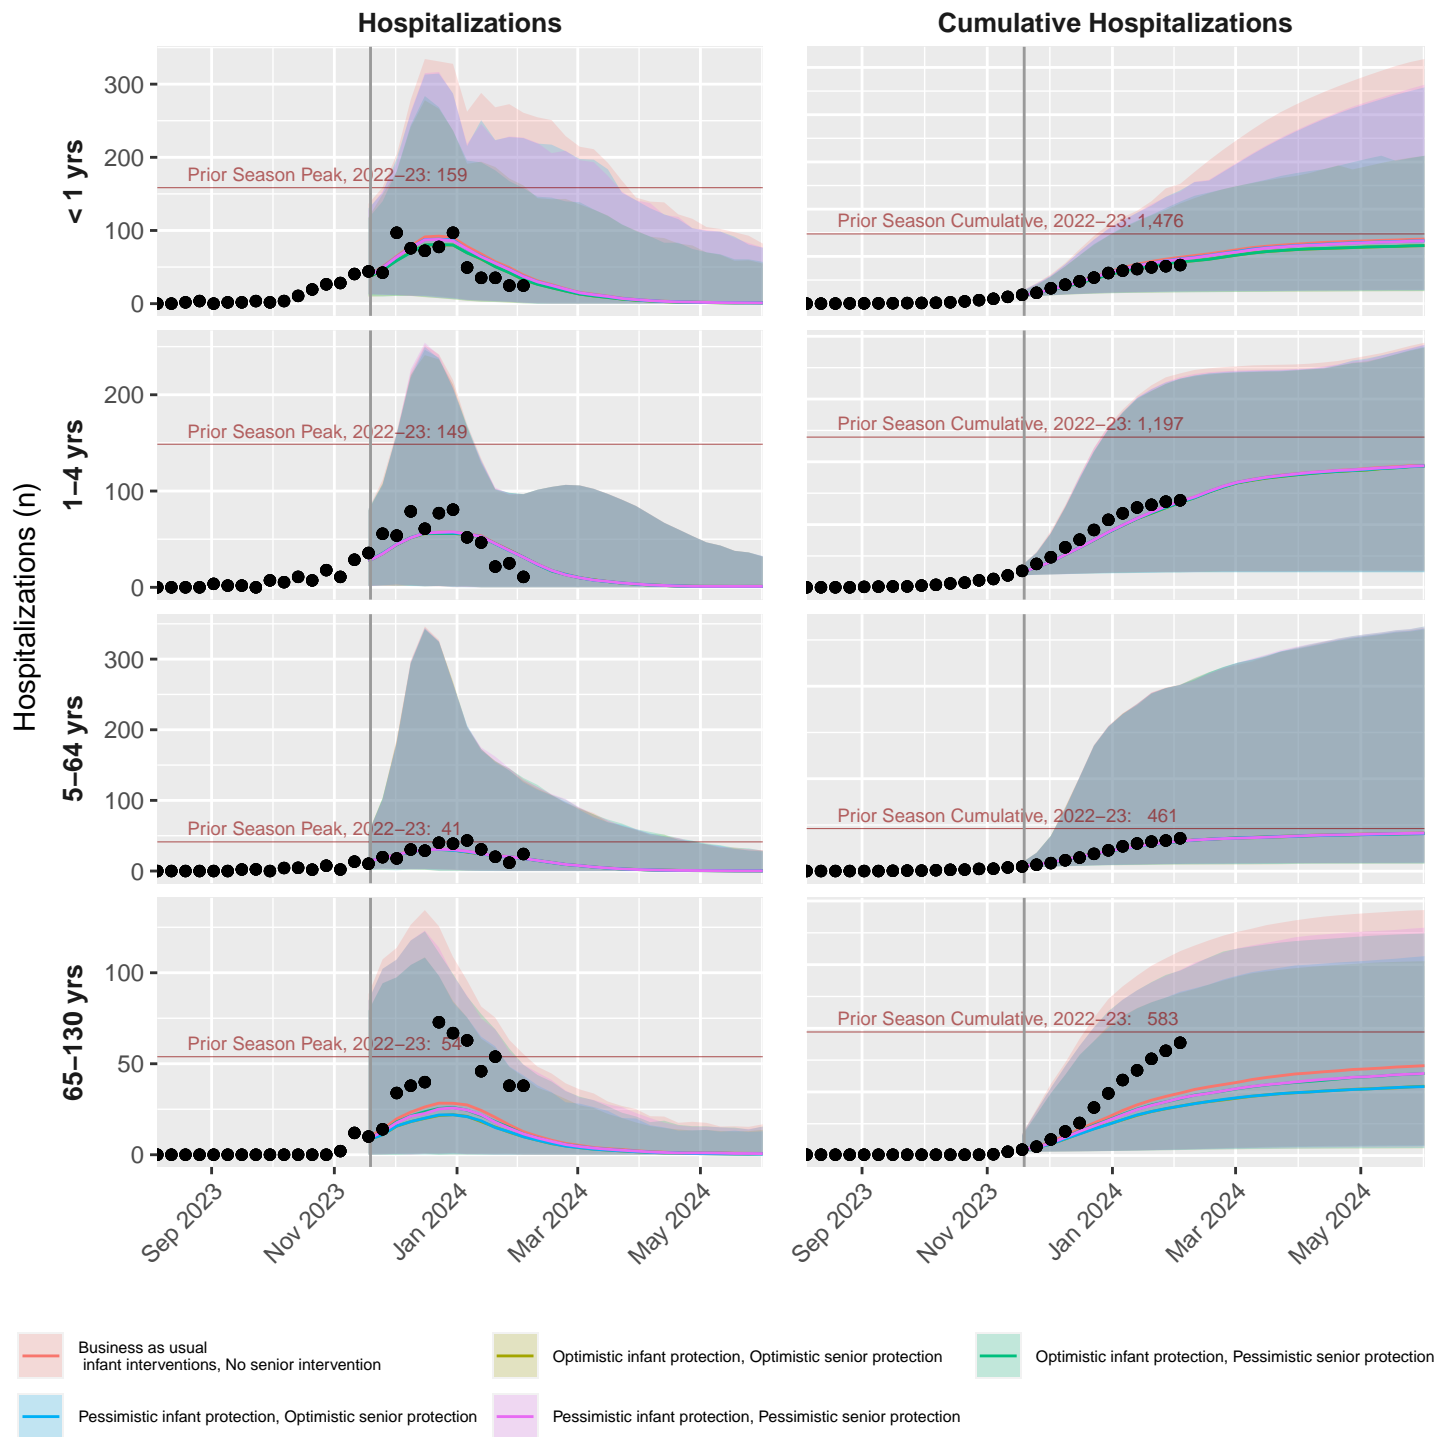 Hospitalizations
Cumulative Hospitalizations
Hospitalizations (n)
< 1 yrs
300
200
100
0
Prior Season Peak, 2022–23: 159
Prior Season Cumulative, 2022–23: 1,476
1–4 yrs
200
100
0
Prior Season Peak, 2022–23: 149
Prior Season Cumulative, 2022–23: 1,197
5–64 yrs
300
200
100
0
Prior Season Peak, 2022–23: 41
Prior Season Cumulative, 2022–23: 461
65–130 yrs
100
50
0
Prior Season Peak, 2022–23: 54
Prior Season Cumulative, 2022–23: 583
Sep 2023
Nov 2023
Jan 2024
Mar 2024
May 2024
Sep 2023
Nov 2023
Jan 2024
Mar 2024
May 2024
Business as usual
infant interventions, No senior intervention
Optimistic infant protection, Optimistic senior protection
Optimistic infant protection, Pessimistic senior protection
Pessimistic infant protection, Optimistic senior protection
Pessimistic infant protection, Pessimistic senior protection